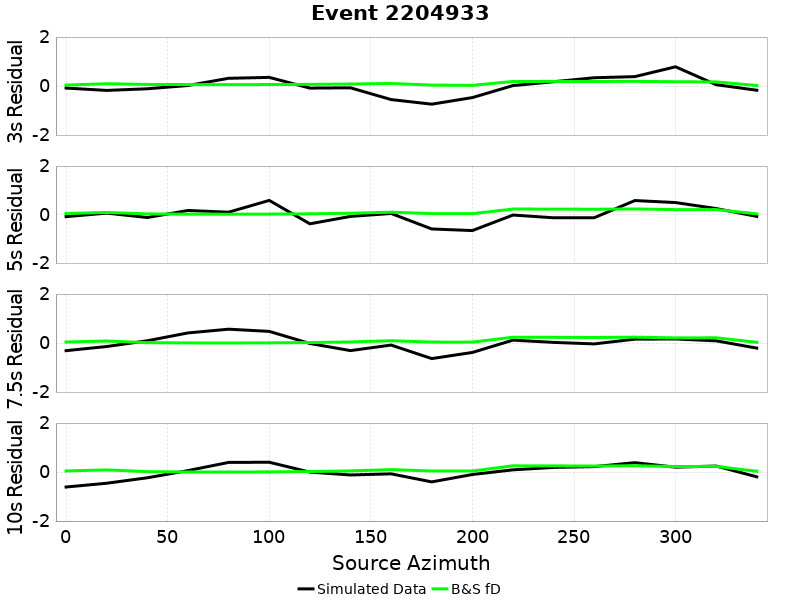 Event 2204933
3s Residual
2
0
-2
5s Residual
2
0
-2
7.5s Residual
2
0
-2
10s Residual
2
0
-2
0 50 100 150 200 250 300
Source Azimuth
Simulated Data B&S fD